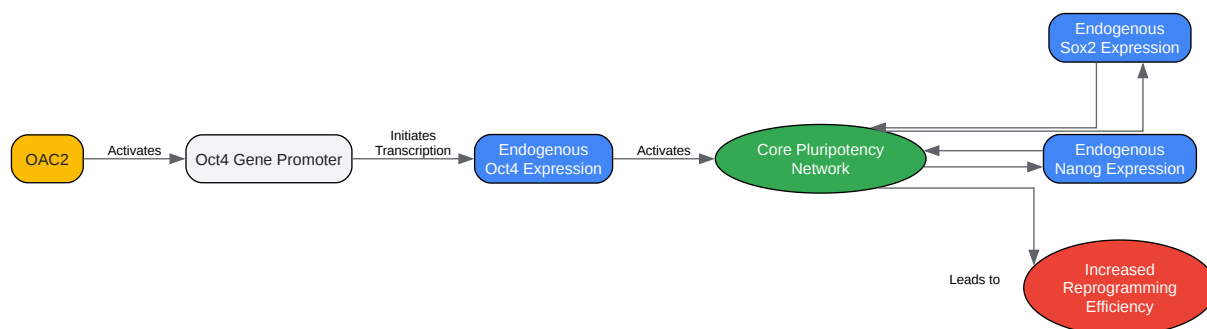 Endogenous
Sox2 Expression
OAC2
Activates
Oct4 Gene Promoter
Initiates
Transcription
Endogenous
Oct4 Expression
Activates
Core Pluripotency
Network
Endogenous
Nanog Expression
Leads to
Increased
Reprogramming
Efficiency